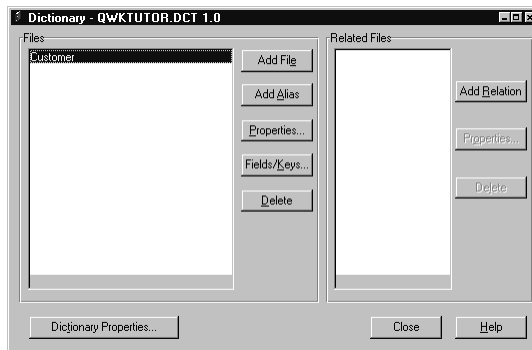 Dictionary - QWKTUTOR.DCT 1.0
Files
Customer
Add File
Add Alias
Properties...
Fields/Keys...
Delete
Related Files
Add Relation
Properties...
Delete
Dictionary Properties...
Close
Help